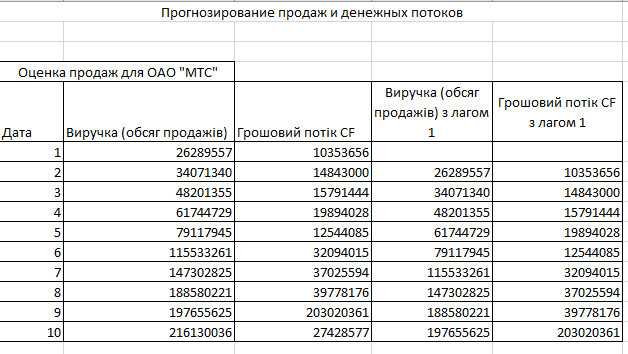 Прогнозирование продаж и денежных потоков
Оценка продаж для ОАО "МТС"
Дата Виручка (обсяг продажів) Грошовий потік CF Виручка (обсяг продажів) з лагом 1 Грошовий потік CF з лагом 1
1 26289557 10353656
2 34071340 14843000 26289557 10353656
3 48201355 15791444 34071340 14843000
4 61744729 19894028 48201355 15791444
5 79117945 12544085 61744729 19894028
6 115533261 32094015 79117945 12544085
7 147302825 37025594 115533261 32094015
8 188580221 39778176 147302825 37025594
9 197655625 203020361 188580221 39778176
10 216130036 27428577 197655625 203020361